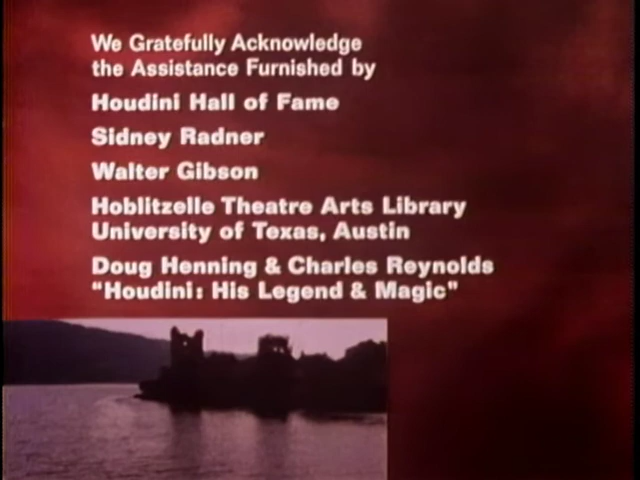 We Gratefully Acknowledge
the Assistance Furnished by
Houdini Hall of Fame
Sidney Radner
Walter Gibson
Hoblitzelle Theatre Arts Library
University of Texas, Austin
Doug Henning & Charles Reynolds
"Houdini: His Legend & Magic"